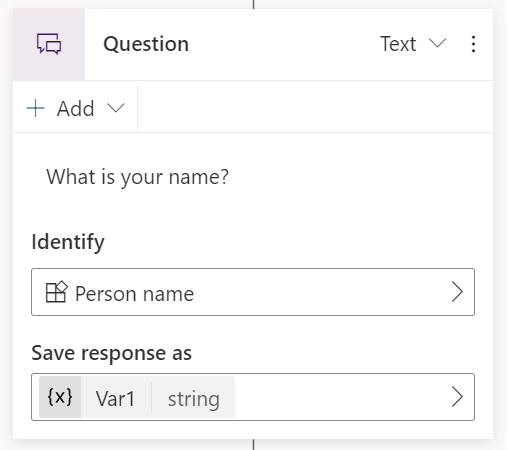 Question Text
Add
What is your name?
Identify
Person name
Save response as
{x} Var1 string